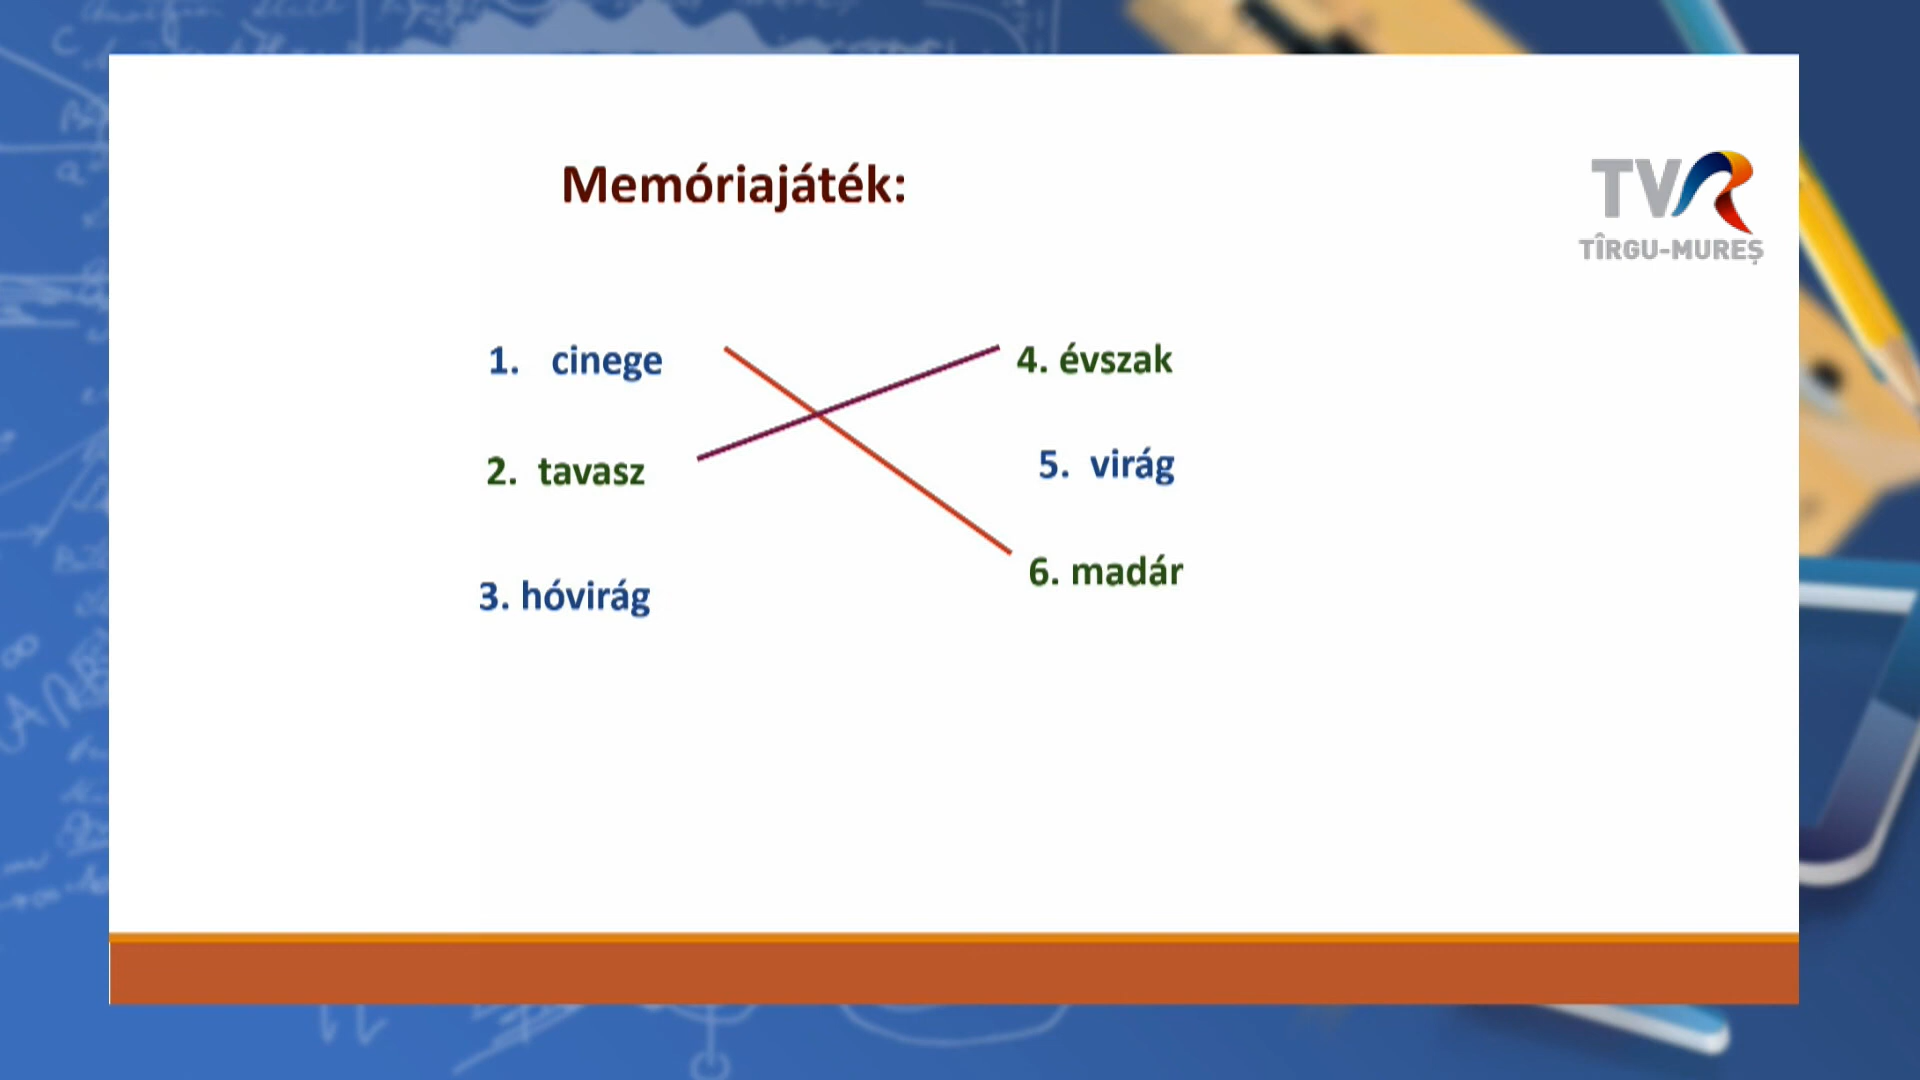 Memóriajáték:
TVR
TÎRGU-MUREȘ
1. cinege
4. évszak
2. tavasz
5. virág
3. hóvirág
6. madár